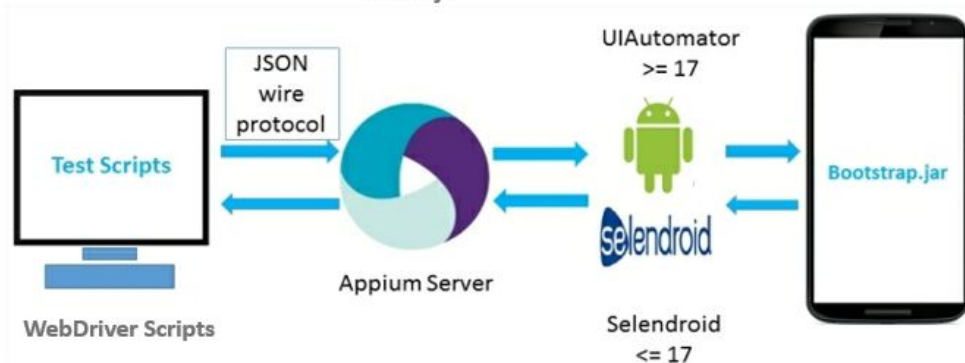 UIAutomator
>= 17
JSON
wire
protocol
Test Scripts
Bootstrap.jar
selendroid
Appium Server
WebDriver Scripts
Selendroid
<= 17